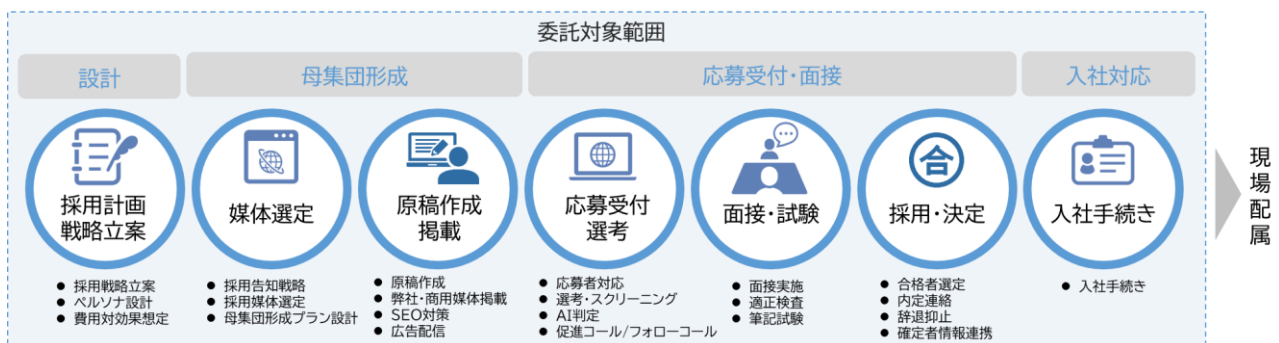 委託対象範囲
設計
母集団形成
応募受付・面接
入社対応
採用計画
戦略立案
媒体選定
原稿作成
掲載
応募受付
選考
面接・試験
合
採用・決定
入社手続き
● 採用戦略立案
● ペルソナ設計
● 費用対効果想定
● 採用告知戦略
● 採用媒体選定
● 母集団形成プラン設計
● 原稿作成
● 弊社・商用媒体掲載
● SEO対策
● 広告配信
● 応募者対応
● 選考・スクリーニング
● AI判定
● 促進コール/フォローコール
● 面接実施
● 適正検査
● 筆記試験
● 合格者選定
● 内定連絡
● 辞退抑止
● 確定者情報連携
● 入社手続き
現場配属